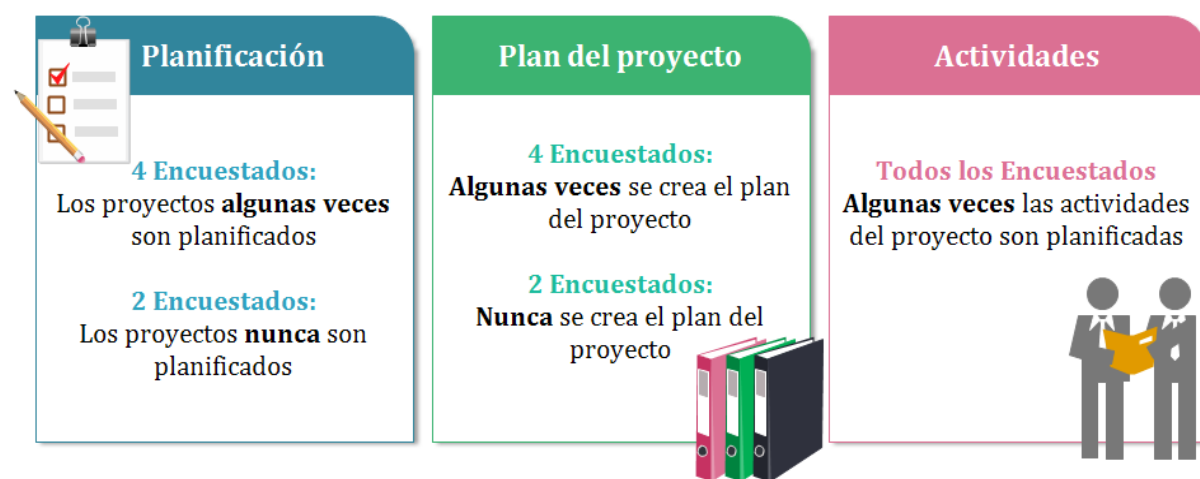 Planificación
4 Encuestados:
Los proyectos algunas veces
son planificados
2 Encuestados:
Los proyectos nunca son
planificados
Plan del proyecto
4 Encuestados:
Algunas veces se crea el plan
del proyecto
2 Encuestados:
Nunca se crea el plan del
proyecto
Actividades
Todos los Encuestados
Algunas veces las actividades
del proyecto son planificadas